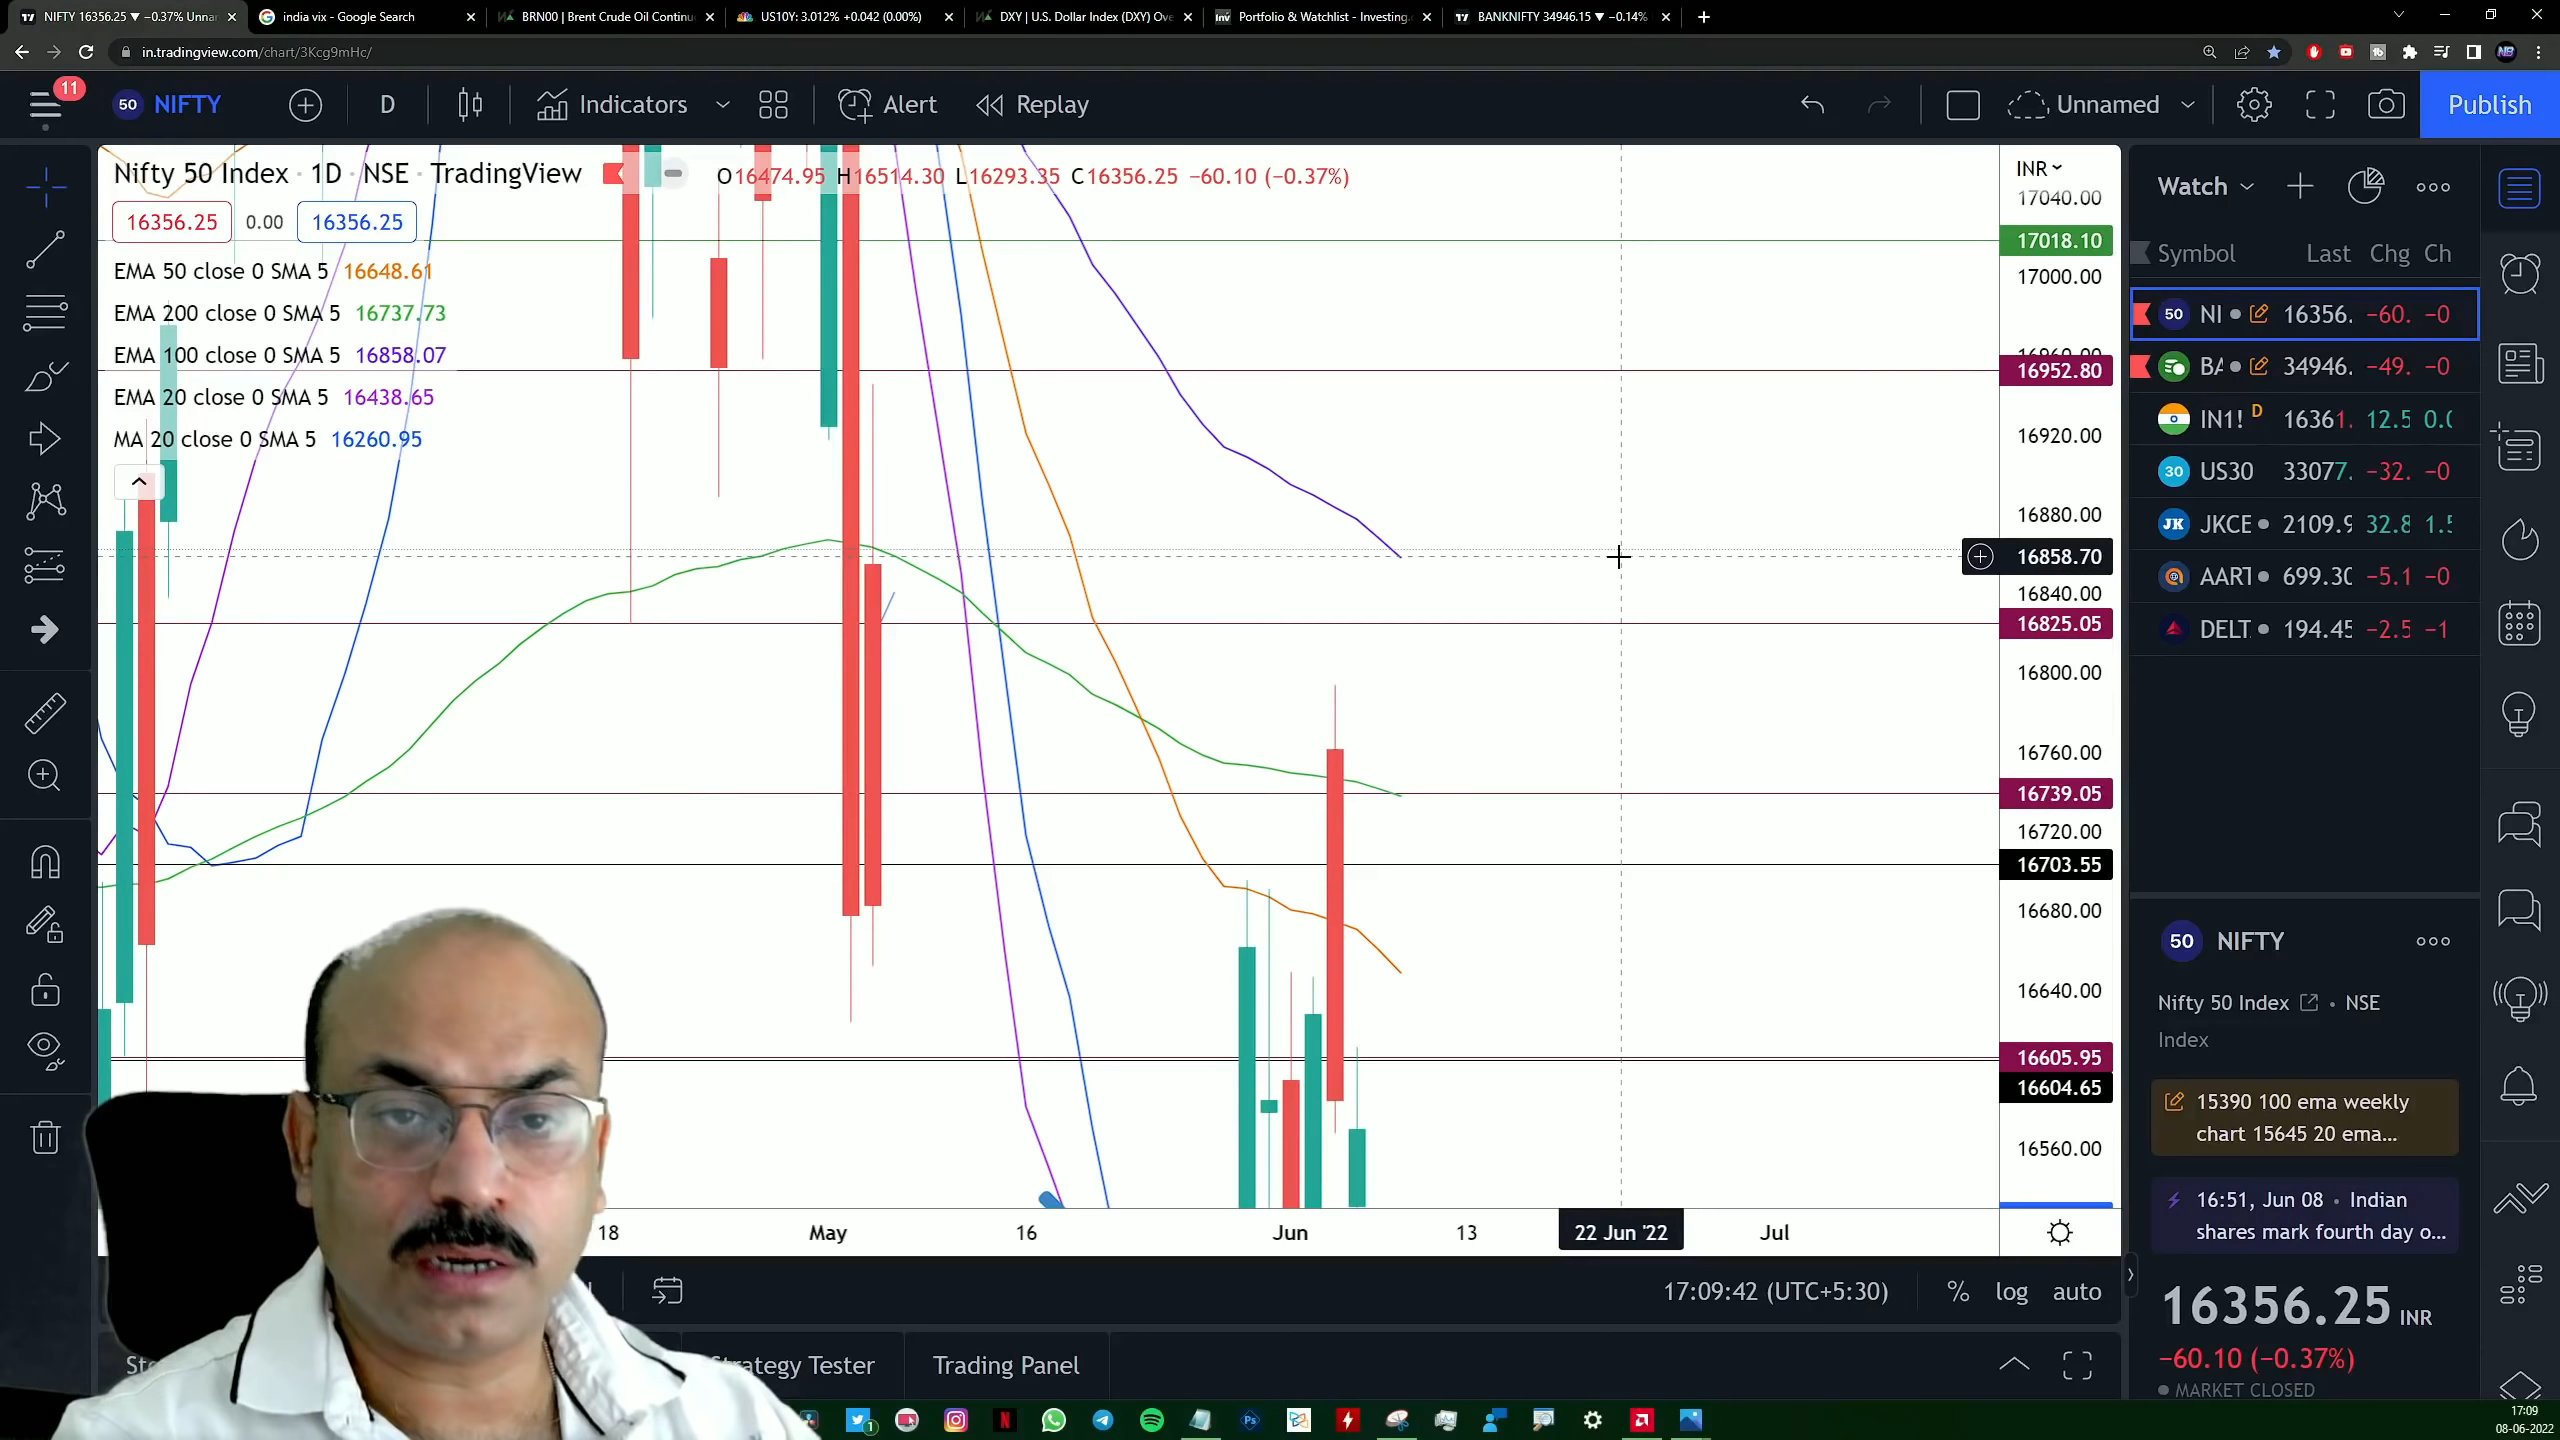 NIFTY 16356.25 ▼ −0.37% Unnar
india vix - Google Search
BRN00 | Brent Crude Oil Continu
US10Y: 3.012% +0.042 (0.00%)
DXY | U.S. Dollar Index (DXY) Ove
Portfolio & Watchlist - Investing.
BANKNIFTY 34946.15 ▼ −0.14%
in.tradingview.com/chart/3Kcg9mHc/
11
50 NIFTY
D
Indicators
Alert
Replay
Unnamed
Publish
Nifty 50 Index · 1D · NSE · TradingView
O16474.95 H16514.30 L16293.35 C16356.25 −60.10 (−0.37%)
16356.25 0.00 16356.25
EMA 50 close 0 SMA 5 16648.61
EMA 200 close 0 SMA 5 16737.73
EMA 100 close 0 SMA 5 16858.07
EMA 20 close 0 SMA 5 16438.65
MA 20 close 0 SMA 5 16260.95
INR
17040.00
17018.10
17000.00
16960.00
16952.80
16920.00
16880.00
16858.70
16840.00
16825.05
16800.00
16760.00
16739.05
16720.00
16703.55
16680.00
16640.00
16605.95
16604.65
16560.00
18
May
16
Jun
13
22 Jun '22
Jul
17:09:42 (UTC+5:30)
% log auto
Strategy Tester
Trading Panel
Watch
Symbol Last Chg Ch
50 NI 16356. −60. −0
BA 34946. −49. −0
IN1! D 16361. 12.5 0.0
30 US30 33077. −32. −0
JK JKCE 2109.9 32.8 1.5
AART 699.30 −5.1 −0
DELT 194.45 −2.5 −1
50 NIFTY
Nifty 50 Index · NSE
Index
15390 100 ema weekly
chart 15645 20 ema...
16:51, Jun 08 · Indian
shares mark fourth day o...
16356.25 INR
−60.10 (−0.37%)
MARKET CLOSED
17:09
08-06-2022